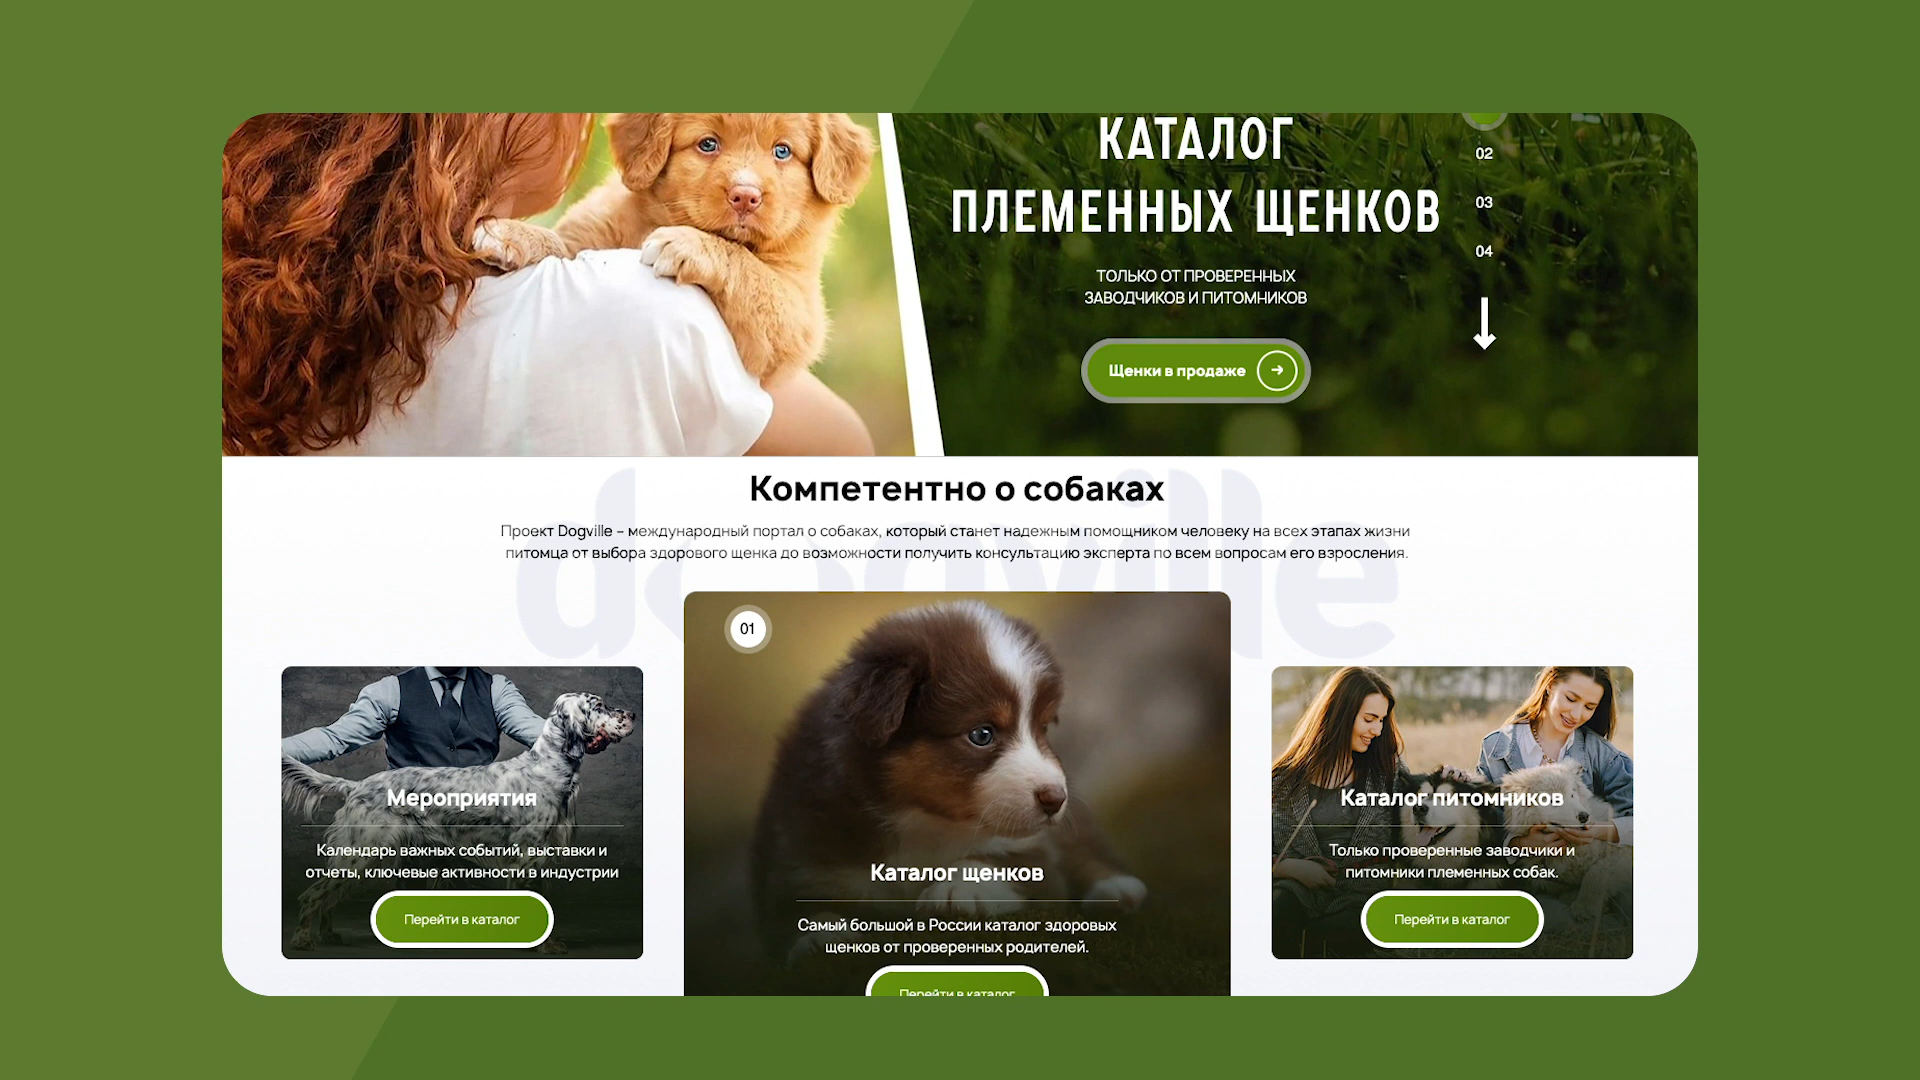 КАТАЛОГ
ПЛЕМЕННЫХ ЩЕНКОВ
ТОЛЬКО ОТ ПРОВЕРЕННЫХ
ЗАВОДЧИКОВ И ПИТОМНИКОВ
Щенки в продаже
02
03
04
Компетентно о собаках
Проект Dogville – международный портал о собаках, который станет надежным помощником человеку на всех этапах жизни
питомца от выбора здорового щенка до возможности получить консультацию эксперта по всем вопросам его взросления.
dogville
Мероприятия
Календарь важных событий, выставки и
отчеты, ключевые активности в индустрии
Перейти в каталог
01
Каталог щенков
Самый большой в России каталог здоровых
щенков от проверенных родителей.
Перейти в каталог
Каталог питомников
Только проверенные заводчики и
питомники племенных собак.
Перейти в каталог